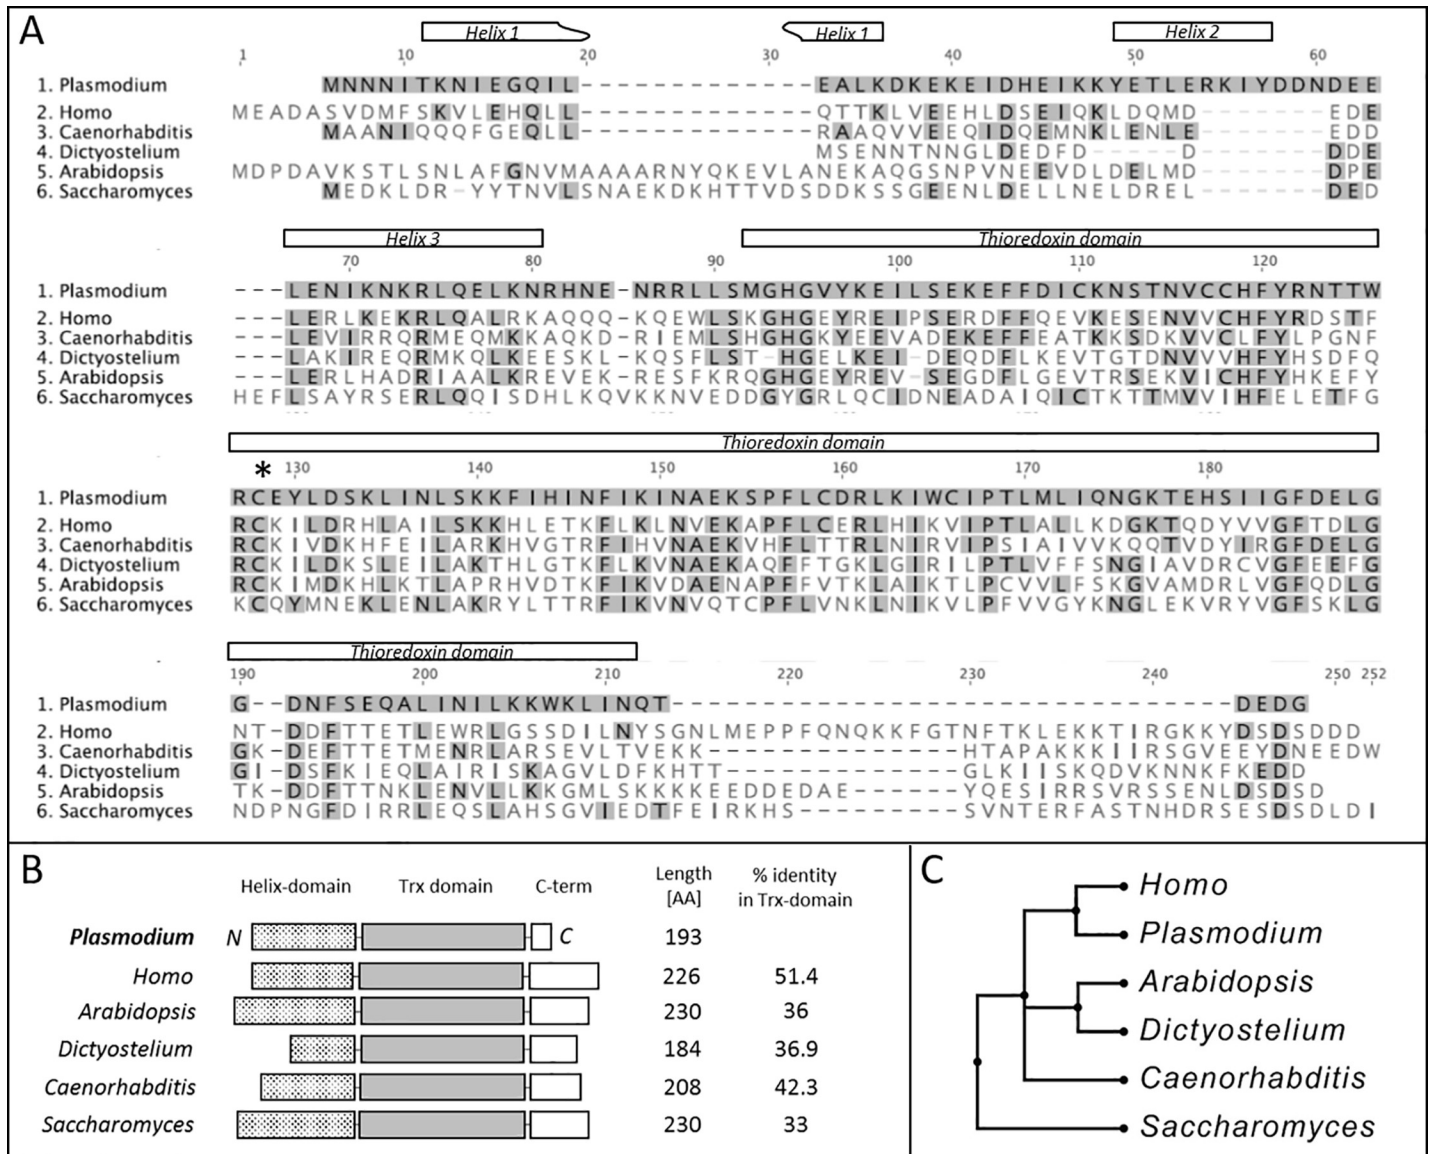 A
Helix 1 Helix 1 Helix 2
1 10 20 30 40 50 60
1. Plasmodium MNNNITKNIEGQIL-------------EALKDKEKEIDHEIKKYETLERKIYDDNDEE
2. Homo MEADASVDMFSKVLEHQLL-------------QTTKLVEEHLDSEIQKLDQMD-------EDE
3. Caenorhabditis MAANIQQQFGEQLL-------------RAAQVVEEQIDQEMNKLENLE-------EDD
4. Dictyostelium MSENNTNNGLDEDFD-----D-------DDE
5. Arabidopsis MDPDAVKSTLSNLAFGNVMAAAARNYQKEVLANEKAQGSNPVNEEVDLDELMD-------DPE
6. Saccharomyces MEDKLDR-YYTNVLSNAEKDKHTTVDSDDKSSGEENLDELLNELDREL-------DED
Helix 3 Thioredoxin domain
70 80 90 100 110 120
1. Plasmodium ---LENIKNKRLQELKNRHNE-NRRLLSMGHGVYKEILSEKEFFDICKNSTNVCCHFYRNTTW
2. Homo ---LERLKEKRLQALRKAQQQ-KQEWLSKGHGEYREIPSERDFFQEVKESENVVCHFYRDSTF
3. Caenorhabditis ---LEVIRRQRMEQMKKAQKD-RIEMLSHGHGKYEEVADEKEFFEATKKSDKVVCLFYLPGNF
4. Dictyostelium ---LAKIREQRMKQLKEESKL-KQSFLST-HGELKEI-DEQDFLKEVTGTDNVVVHFYHSDFQ
5. Arabidopsis ---LERLHADRIAALKREVEK-RESFKRQGHGEYREV-SEGDFLGEVTRSEKVICHFYHKEFY
6. Saccharomyces HEFLSAYRSERLQQISDHLKQVKKNVEDDGYGRLQCIDNEADAIQICTKTTMVVIHFELETFG
Thioredoxin domain
* 130 140 150 160 170 180
1. Plasmodium RCEYLDSKLINLSKKFIHINFIKINAEKSPFLCDRLKIWCIPTLMLIQNGKTEHSIIGFDELG
2. Homo RCKILDRHLAILSKKHLETKFLKLNVEKAPFLCERLHIKVIPTLALLKDGKTQDYVVGFTDLG
3. Caenorhabditis RCKIVDKHFEILARKHVGTRFIHVNAEKVHFLTTRLNIRVIPSIAIVVKQQTVDYIRGFDELG
4. Dictyostelium RCKILDKSLEILAKTHLGTKFLKVNAEKAQFFTGKLGIRILPTLVFFSNGIAVDRCVGFEEFG
5. Arabidopsis RCKIMDKHLKTLAPRHVDTKFIKVDAENAPFFVTKLAIKTLPCVVLFSKGVAMDRLVGFQDLG
6. Saccharomyces KCQYMNEKLENLAKRYLTTRFIKVNVQTCPFLVNKLNIKVLPFVVGYKNGLEKVRYVGFSKLG
Thioredoxin domain
190 200 210 220 230 240 250 252
1. Plasmodium G--DNFSEQALINILKKWKLINQT-------------------------------DEDG
2. Homo NT-DDFTTETLEWRLGSSDILNYSGNLMEPPFQNQKKFGTNFTKLEKKTIRGKKYDSDSDDD
3. Caenorhabditis GK-DEFTTETMENRLARSEVLTVEKK--------------HTAPAKKKIIRSGVEEYDNEEDW
4. Dictyostelium GI-DSFKIEQLAIRISKAGVLDFKHTT-------------GLKIISKQDVKNNKFKEDD
5. Arabidopsis TK-DDFTTNKLENVLLKKGMLSKKKKEEDDEDAE------YQESIRRSVRSSENLDSDSD
6. Saccharomyces NDPNGFDIRRLEQSLAHSGVIEDTFEIRKHS---------SVNTERFASTNHDRSESDSDLDI
B
Helix-domain Trx domain C-term Length [AA] % identity in Trx-domain
Plasmodium N C 193
Homo 226 51.4
Arabidopsis 230 36
Dictyostelium 184 36.9
Caenorhabditis 208 42.3
Saccharomyces 230 33
C
Homo
Plasmodium
Arabidopsis
Dictyostelium
Caenorhabditis
Saccharomyces